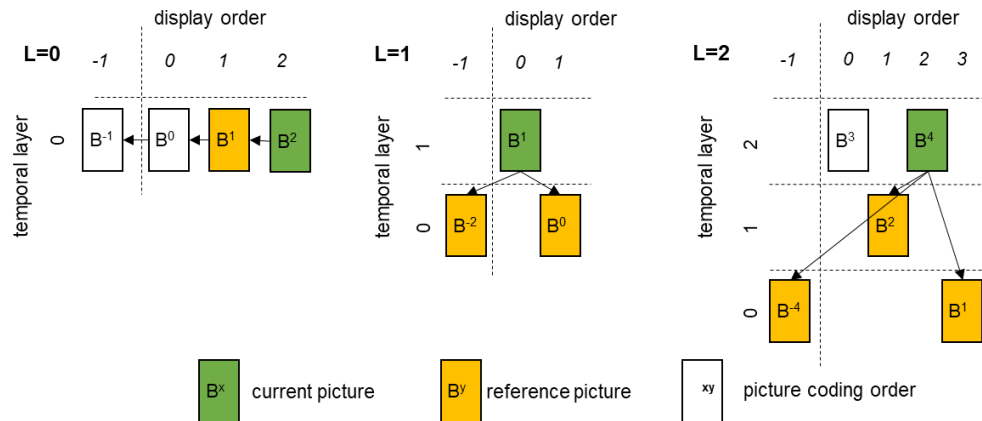 display order
L=0
-1 0 1 2
temporal layer
0
B⁻¹ B⁰ B¹ B²
display order
L=1
-1 0 1
temporal layer
1
B¹
0
B⁻² B⁰
display order
L=2
-1 0 1 2 3
temporal layer
2
B³ B⁴
1
B²
0
B⁻⁴ B¹
Bˣ current picture
Bʸ reference picture
xy picture coding order